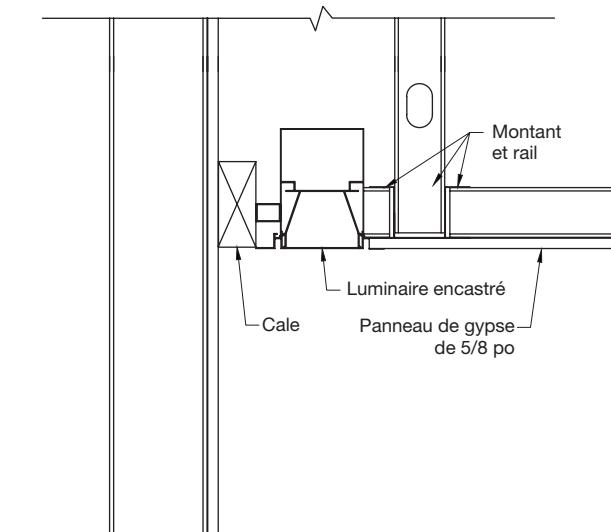 Montant
et rail
Luminaire encastré
Cale
Panneau de gypse
de 5/8 po